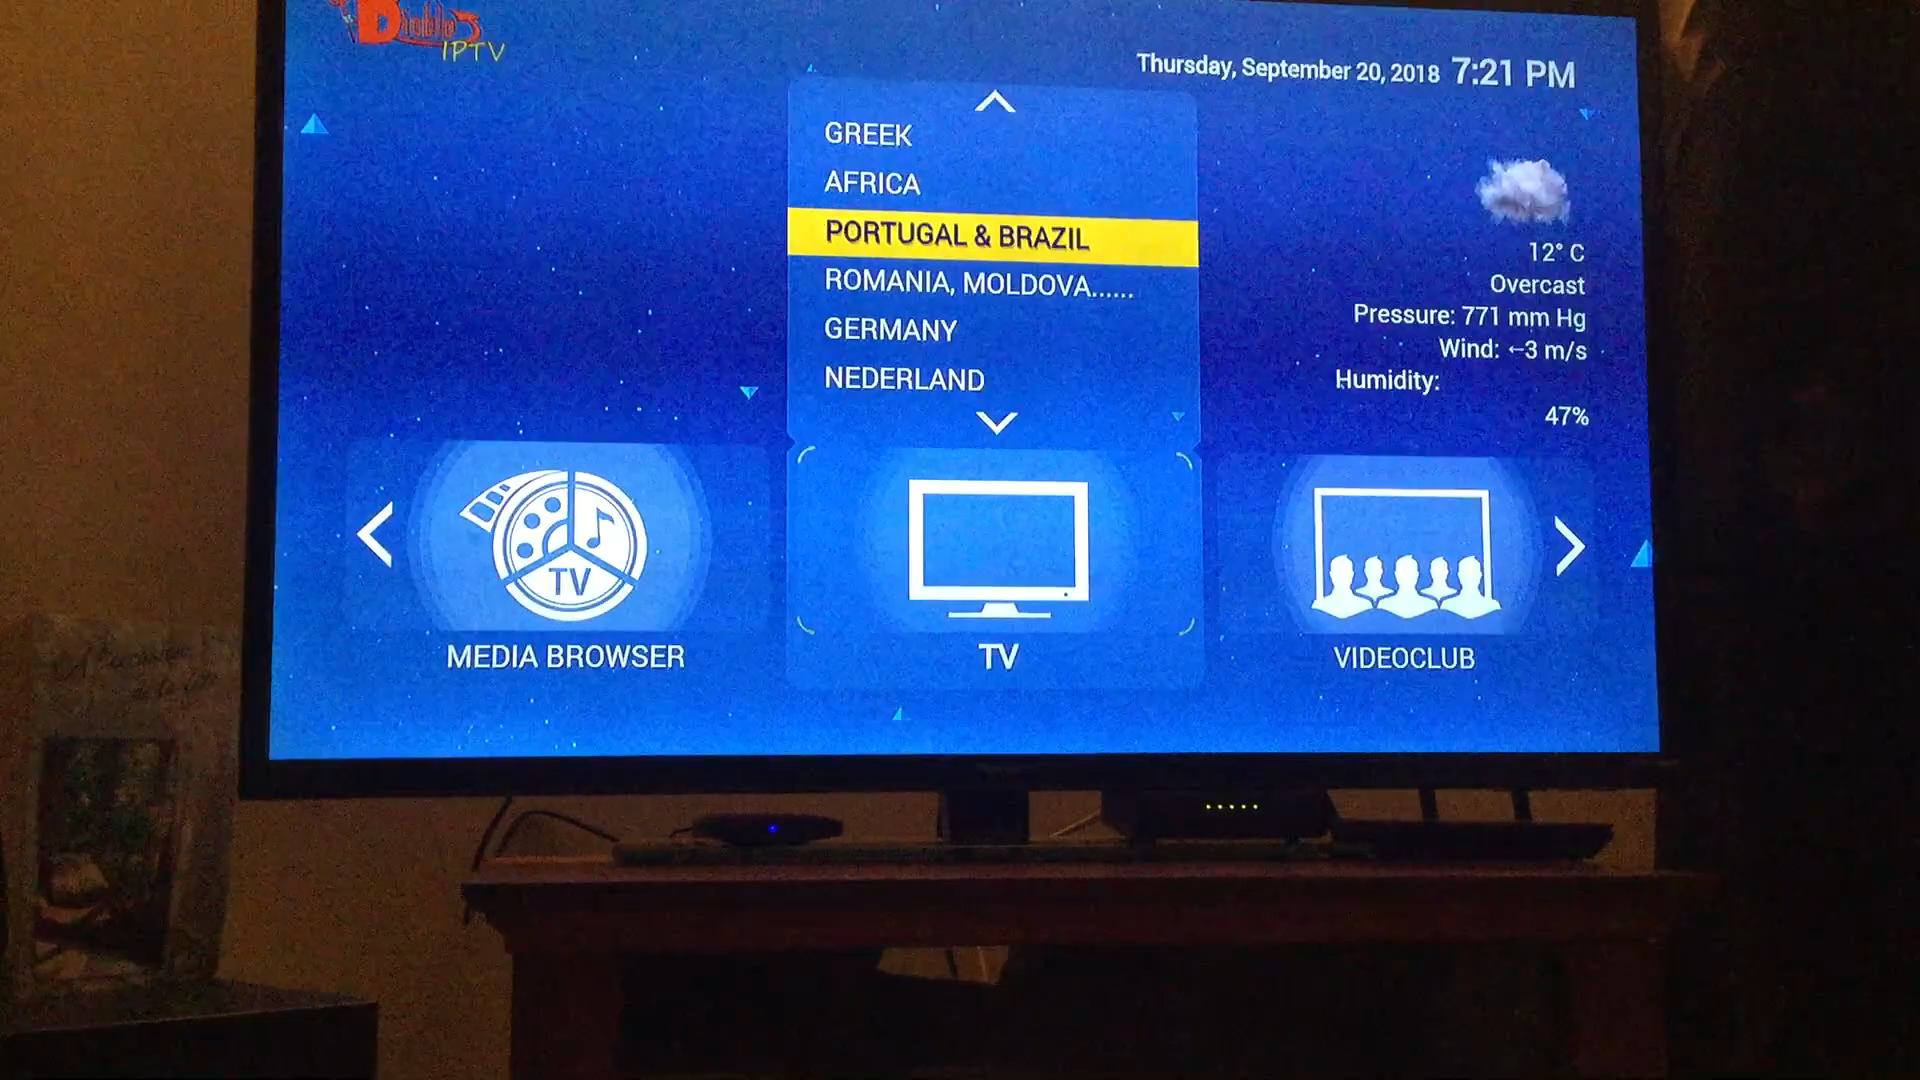 Diablo
IPTV
Thursday, September 20, 2018 7:21 PM
GREEK
AFRICA
PORTUGAL & BRAZIL
ROMANIA, MOLDOVA......
GERMANY
NEDERLAND
12° C
Overcast
Pressure: 771 mm Hg
Wind: ←3 m/s
Humidity:
47%
TV
MEDIA BROWSER
TV
VIDEOCLUB